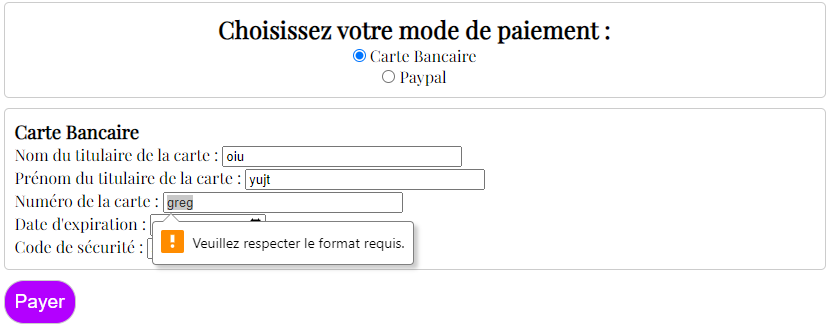 Choisissez votre mode de paiement :
Carte Bancaire
Paypal
Carte Bancaire
Nom du titulaire de la carte : oiu
Prénom du titulaire de la carte : yujt
Numéro de la carte : greg
Date d'expiration :
Veuillez respecter le format requis.
Code de sécurité :
Payer